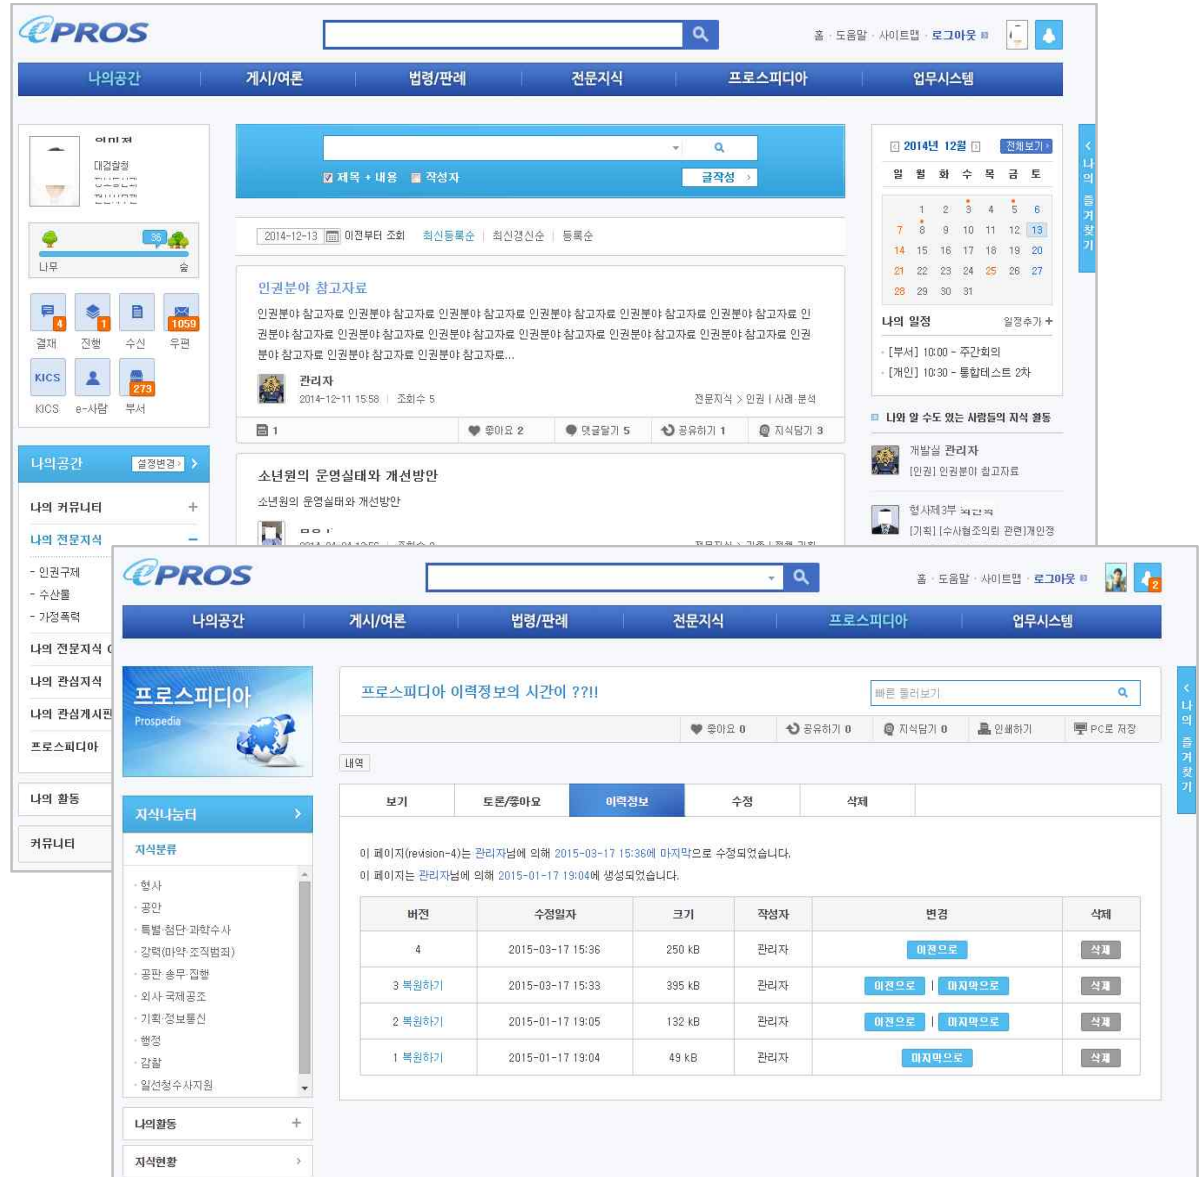 ePROS
홈 · 도움말 · 사이트맵 · 로그아웃
나의공간 게시/여론 법령/판례 전문지식 프로스피디아 업무시스템
대검찰청
36
나무 숲
4 1 1059
결재 진행 수신 우편
KICS 273
KICS e-사람 부서
나의공간 설정변경 >
나의 커뮤니티 +
나의 전문지식 −
- 인권구제
- 수산물
- 가정폭력
나의 전문지식
나의 관심지식
나의 관심게시판
프로스피디아
나의 활동
커뮤니티
제목 + 내용 작성자 글작성 >
2014-12-13 이전부터 조회 최신등록순 | 최신갱신순 | 등록순
인권분야 참고자료
인권분야 참고자료 인권분야 참고자료 인권분야 참고자료 인권분야 참고자료 인권분야 참고자료 인권분야 참고자료 인
권분야 참고자료 인권분야 참고자료 인권분야 참고자료 인권분야 참고자료 인권분야 참고자료 인권분야 참고자료 인권
분야 참고자료 인권분야 참고자료 인권분야 참고자료...
관리자
2014-12-11 15:58 | 조회수 5 전문지식 > 인권 | 사례·분석
1 좋아요 2 댓글달기 5 공유하기 1 지식담기 3
소년원의 운영실태와 개선방안
소년원의 운영실태와 개선방안
2014년 12월 전체보기
일 월 화 수 목 금 토
1 2 3 4 5 6
7 8 9 10 11 12 13
14 15 16 17 18 19 20
21 22 23 24 25 26 27
28 29 30 31
나의 일정 일정추가 +
· [부서] 10:00 - 주간회의
· [개인] 10:30 - 통합테스트 2차
나와 알 수도 있는 사람들의 지식 활동
개발실 관리자
[인권] 인권분야 참고자료
형사제3부
[기획] [수사협조의뢰 관련]개인정
< 나의 즐겨찾기
ePROS
홈 · 도움말 · 사이트맵 · 로그아웃 2
나의공간 게시/여론 법령/판례 전문지식 프로스피디아 업무시스템
프로스피디아
Prospedia
지식나눔터 >
지식분류
· 형사
· 공안
· 특별·첨단·과학수사
· 강력(마약·조직범죄)
· 공판·송무·집행
· 외사·국제공조
· 기획·정보통신
· 행정
· 감찰
· 일선청수사지원
나의활동 +
지식현황 >
프로스피디아 이력정보의 시간이 ??!! 빠른 둘러보기
좋아요 0 공유하기 0 지식담기 0 인쇄하기 PC로 저장
내역
보기 토론/좋아요 이력정보 수정 삭제
이 페이지(revision-4)는 관리자님에 의해 2015-03-17 15:36에 마지막으로 수정되었습니다.
이 페이지는 관리자님에 의해 2015-01-17 19:04에 생성되었습니다.
버전 수정일자 크기 작성자 변경 삭제
4 2015-03-17 15:36 250 kB 관리자 이전으로 삭제
3 복원하기 2015-03-17 15:33 395 kB 관리자 이전으로 | 마지막으로 삭제
2 복원하기 2015-01-17 19:05 132 kB 관리자 이전으로 | 마지막으로 삭제
1 복원하기 2015-01-17 19:04 49 kB 관리자 마지막으로 삭제
< 나의 즐겨찾기